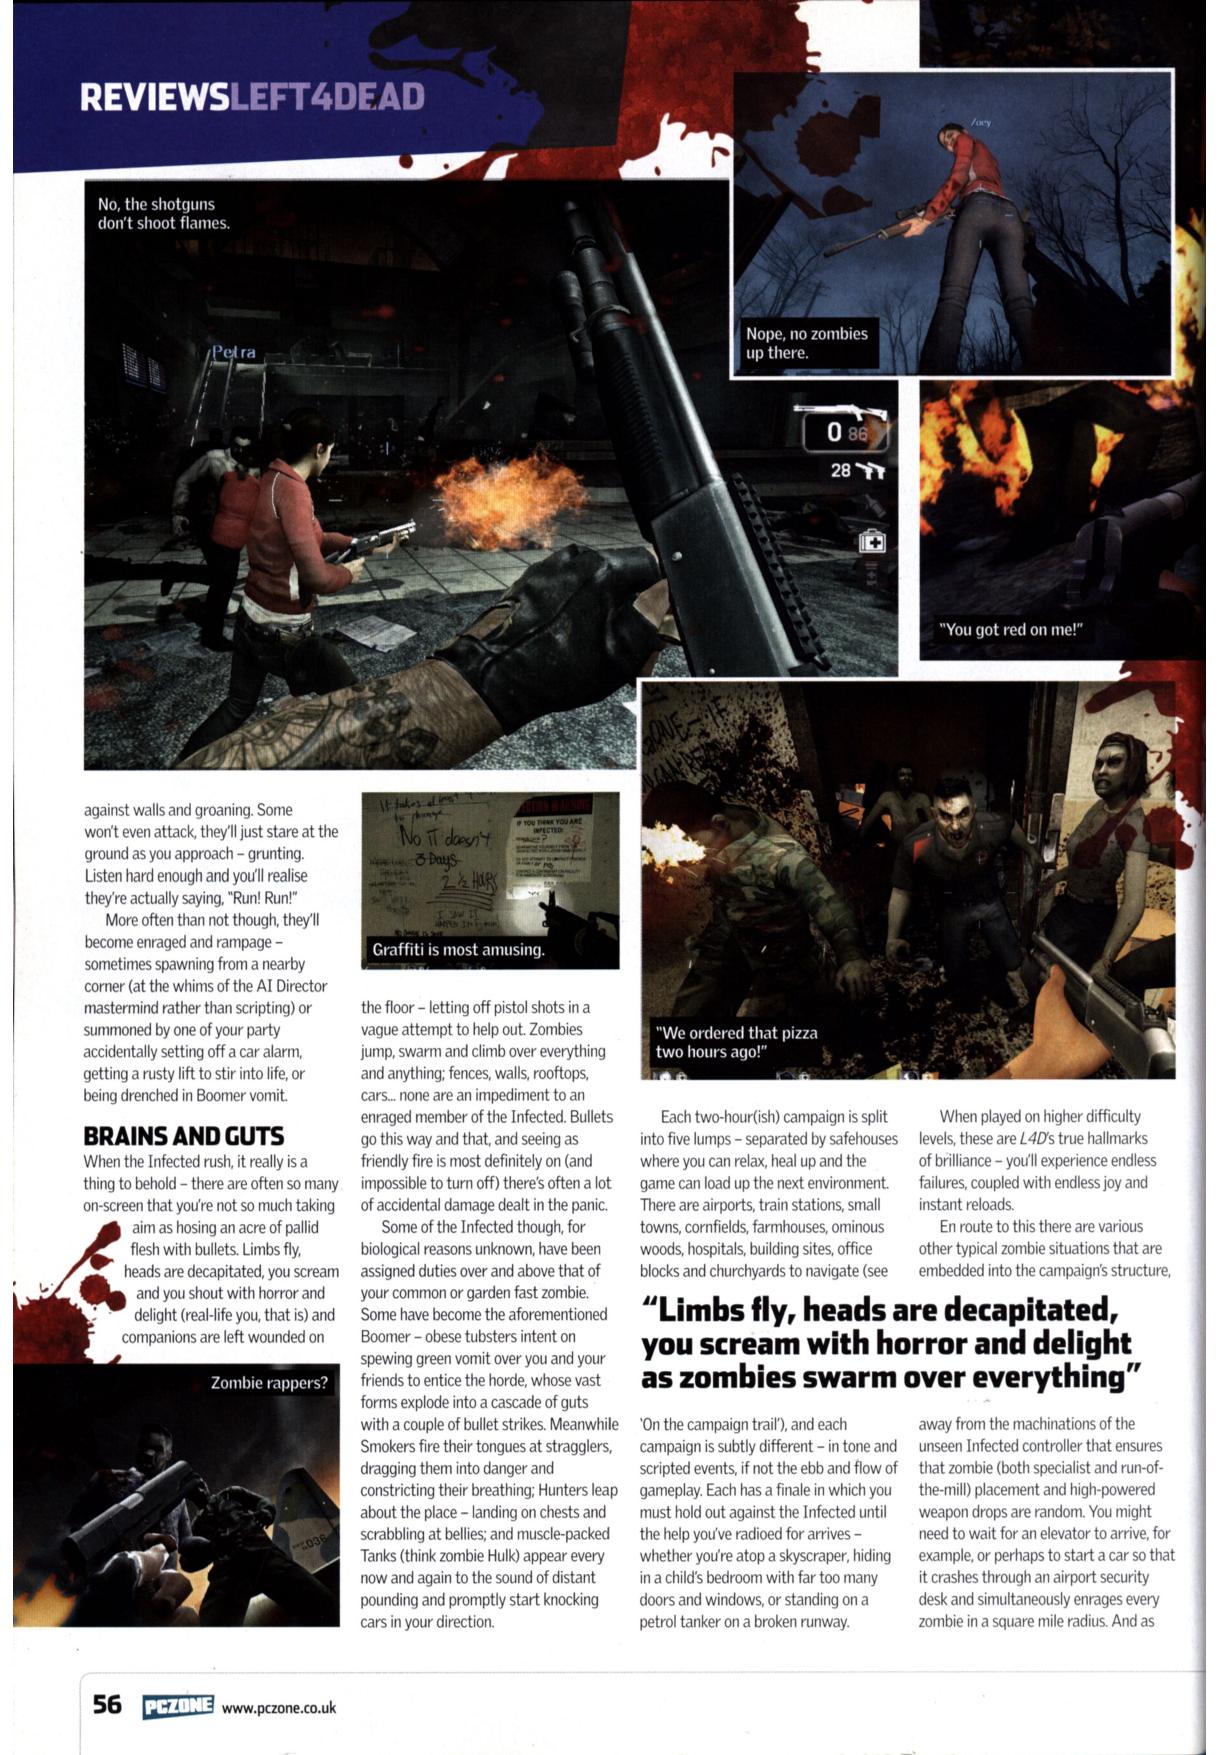 REVIEWSLEFT4DEAD
No, the shotguns
don't shoot flames.
Petra
0 86
28
Zoey
Nope, no zombies
up there.
"You got red on me!"
"We ordered that pizza
two hours ago!"
against walls and groaning. Some
won't even attack, they'll just stare at the
ground as you approach – grunting.
Listen hard enough and you'll realise
they're actually saying, "Run! Run!"
More often than not though, they'll
become enraged and rampage –
sometimes spawning from a nearby
corner (at the whims of the AI Director
mastermind rather than scripting) or
summoned by one of your party
accidentally setting off a car alarm,
getting a rusty lift to stir into life, or
being drenched in Boomer vomit.
BRAINS AND GUTS
When the Infected rush, it really is a
thing to behold – there are often so many
on-screen that you're not so much taking
aim as hosing an acre of pallid
flesh with bullets. Limbs fly,
heads are decapitated, you scream
and you shout with horror and
delight (real-life you, that is) and
companions are left wounded on
Zombie rappers?
036
No IT doesn't
3 Days
2 ½ HOURS
IF YOU THINK YOU ARE
INFECTED:
I SAW IT
Graffiti is most amusing.
the floor – letting off pistol shots in a
vague attempt to help out. Zombies
jump, swarm and climb over everything
and anything; fences, walls, rooftops,
cars... none are an impediment to an
enraged member of the Infected. Bullets
go this way and that, and seeing as
friendly fire is most definitely on (and
impossible to turn off) there's often a lot
of accidental damage dealt in the panic.
Some of the Infected though, for
biological reasons unknown, have been
assigned duties over and above that of
your common or garden fast zombie.
Some have become the aforementioned
Boomer – obese tubsters intent on
spewing green vomit over you and your
friends to entice the horde, whose vast
forms explode into a cascade of guts
with a couple of bullet strikes. Meanwhile
Smokers fire their tongues at stragglers,
dragging them into danger and
constricting their breathing; Hunters leap
about the place – landing on chests and
scrabbling at bellies; and muscle-packed
Tanks (think zombie Hulk) appear every
now and again to the sound of distant
pounding and promptly start knocking
cars in your direction.
Each two-hour(ish) campaign is split
into five lumps – separated by safehouses
where you can relax, heal up and the
game can load up the next environment.
There are airports, train stations, small
towns, cornfields, farmhouses, ominous
woods, hospitals, building sites, office
blocks and churchyards to navigate (see
"Limbs fly, heads are decapitated,
you scream with horror and delight
as zombies swarm over everything"
'On the campaign trail'), and each
campaign is subtly different – in tone and
scripted events, if not the ebb and flow of
gameplay. Each has a finale in which you
must hold out against the Infected until
the help you've radioed for arrives –
whether you're atop a skyscraper, hiding
in a child's bedroom with far too many
doors and windows, or standing on a
petrol tanker on a broken runway.
When played on higher difficulty
levels, these are L4D's true hallmarks
of brilliance – you'll experience endless
failures, coupled with endless joy and
instant reloads.
En route to this there are various
other typical zombie situations that are
embedded into the campaign's structure,
away from the machinations of the
unseen Infected controller that ensures
that zombie (both specialist and run-of-
the-mill) placement and high-powered
weapon drops are random. You might
need to wait for an elevator to arrive, for
example, or perhaps to start a car so that
it crashes through an airport security
desk and simultaneously enrages every
zombie in a square mile radius. And as
56 PCZONE www.pczone.co.uk